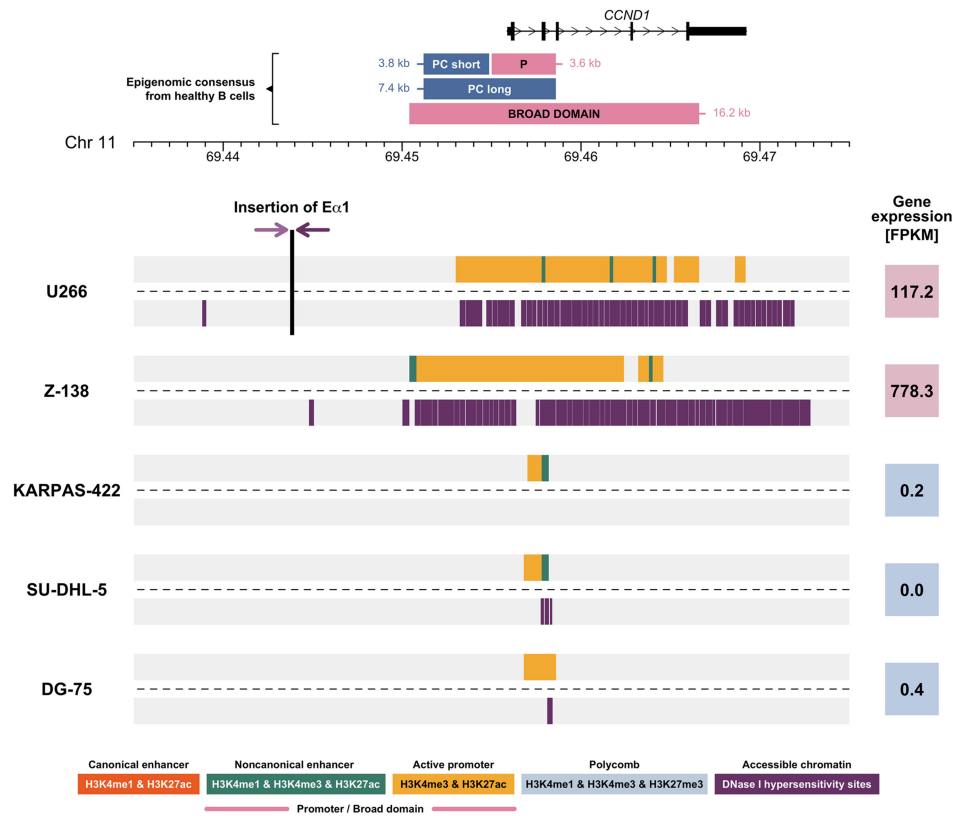 CCND1
3.8 kb PC short P 3.6 kb
Epigenomic consensus
from healthy B cells
7.4 kb PC long
BROAD DOMAIN 16.2 kb
Chr 11
69.44 69.45 69.46 69.47
Insertion of Eα1
Gene
expression
[FPKM]
U266 117.2
Z-138 778.3
KARPAS-422 0.2
SU-DHL-5 0.0
DG-75 0.4
Canonical enhancer Noncanonical enhancer Active promoter Polycomb Accessible chromatin
H3K4me1 & H3K27ac H3K4me1 & H3K4me3 & H3K27ac H3K4me3 & H3K27ac H3K4me1 & H3K4me3 & H3K27me3 DNase I hypersensitivity sites
Promoter / Broad domain